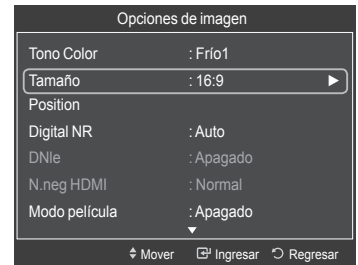 Opciones de imagen
Tono Color : Frío1
Tamaño : 16:9
Position
Digital NR : Auto
DNIe : Apagado
N.neg HDMI : Normal
Modo película : Apagado
Mover Ingresar Regresar